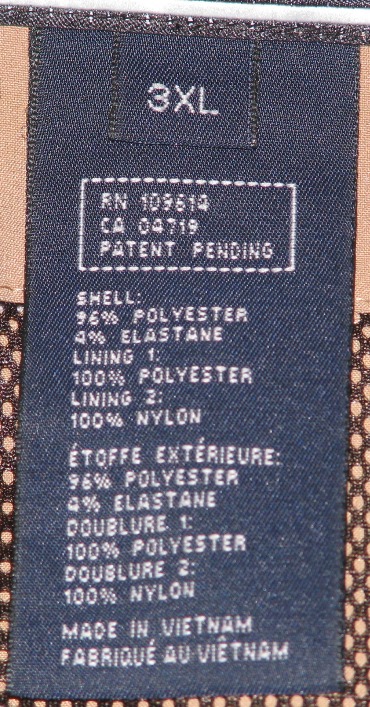 3XL
RN 109614
CA 04719
PATENT PENDING
SHELL:
96% POLYESTER
4% ELASTANE
LINING 1:
100% POLYESTER
LINING 2:
100% NYLON
ÉTOFFE EXTÉRIEURE:
96% POLYESTER
4% ELASTANE
DOUBLURE 1:
100% POLYESTER
DOUBLURE 2:
100% NYLON
MADE IN VIETNAM
FABRIQUÉ AU VIÊTNAM